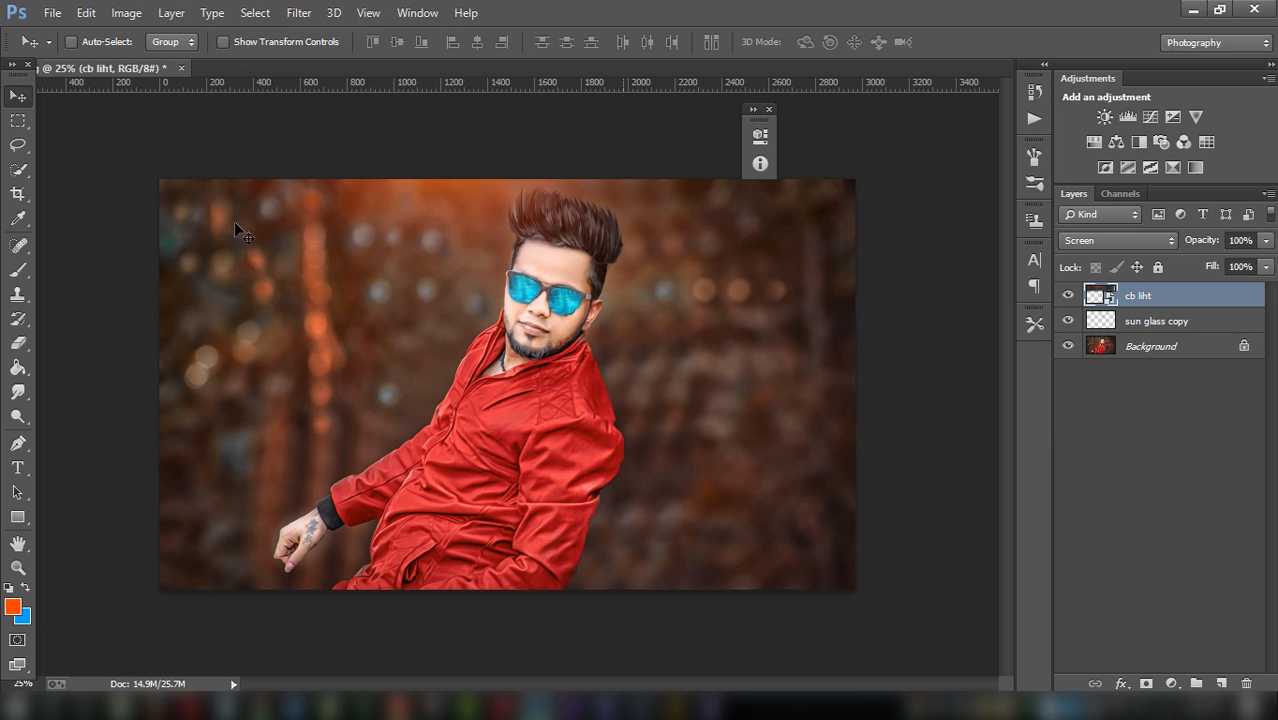 Ps File Edit Image Layer Type Select Filter 3D View Window Help
Auto-Select: Group Show Transform Controls 3D Mode: Photography
@ 25% (cb liht, RGB/8#) * ×
400 200 0 200 400 600 800 1000 1200 1400 1600 1800 2000 2200 2400 2600 2800 3000 3200 3400
Adjustments
Add an adjustment
Layers Channels
Kind
Screen Opacity: 100%
Lock: Fill: 100%
cb liht
sun glass copy
Background
25% Doc: 14.9M/25.7M